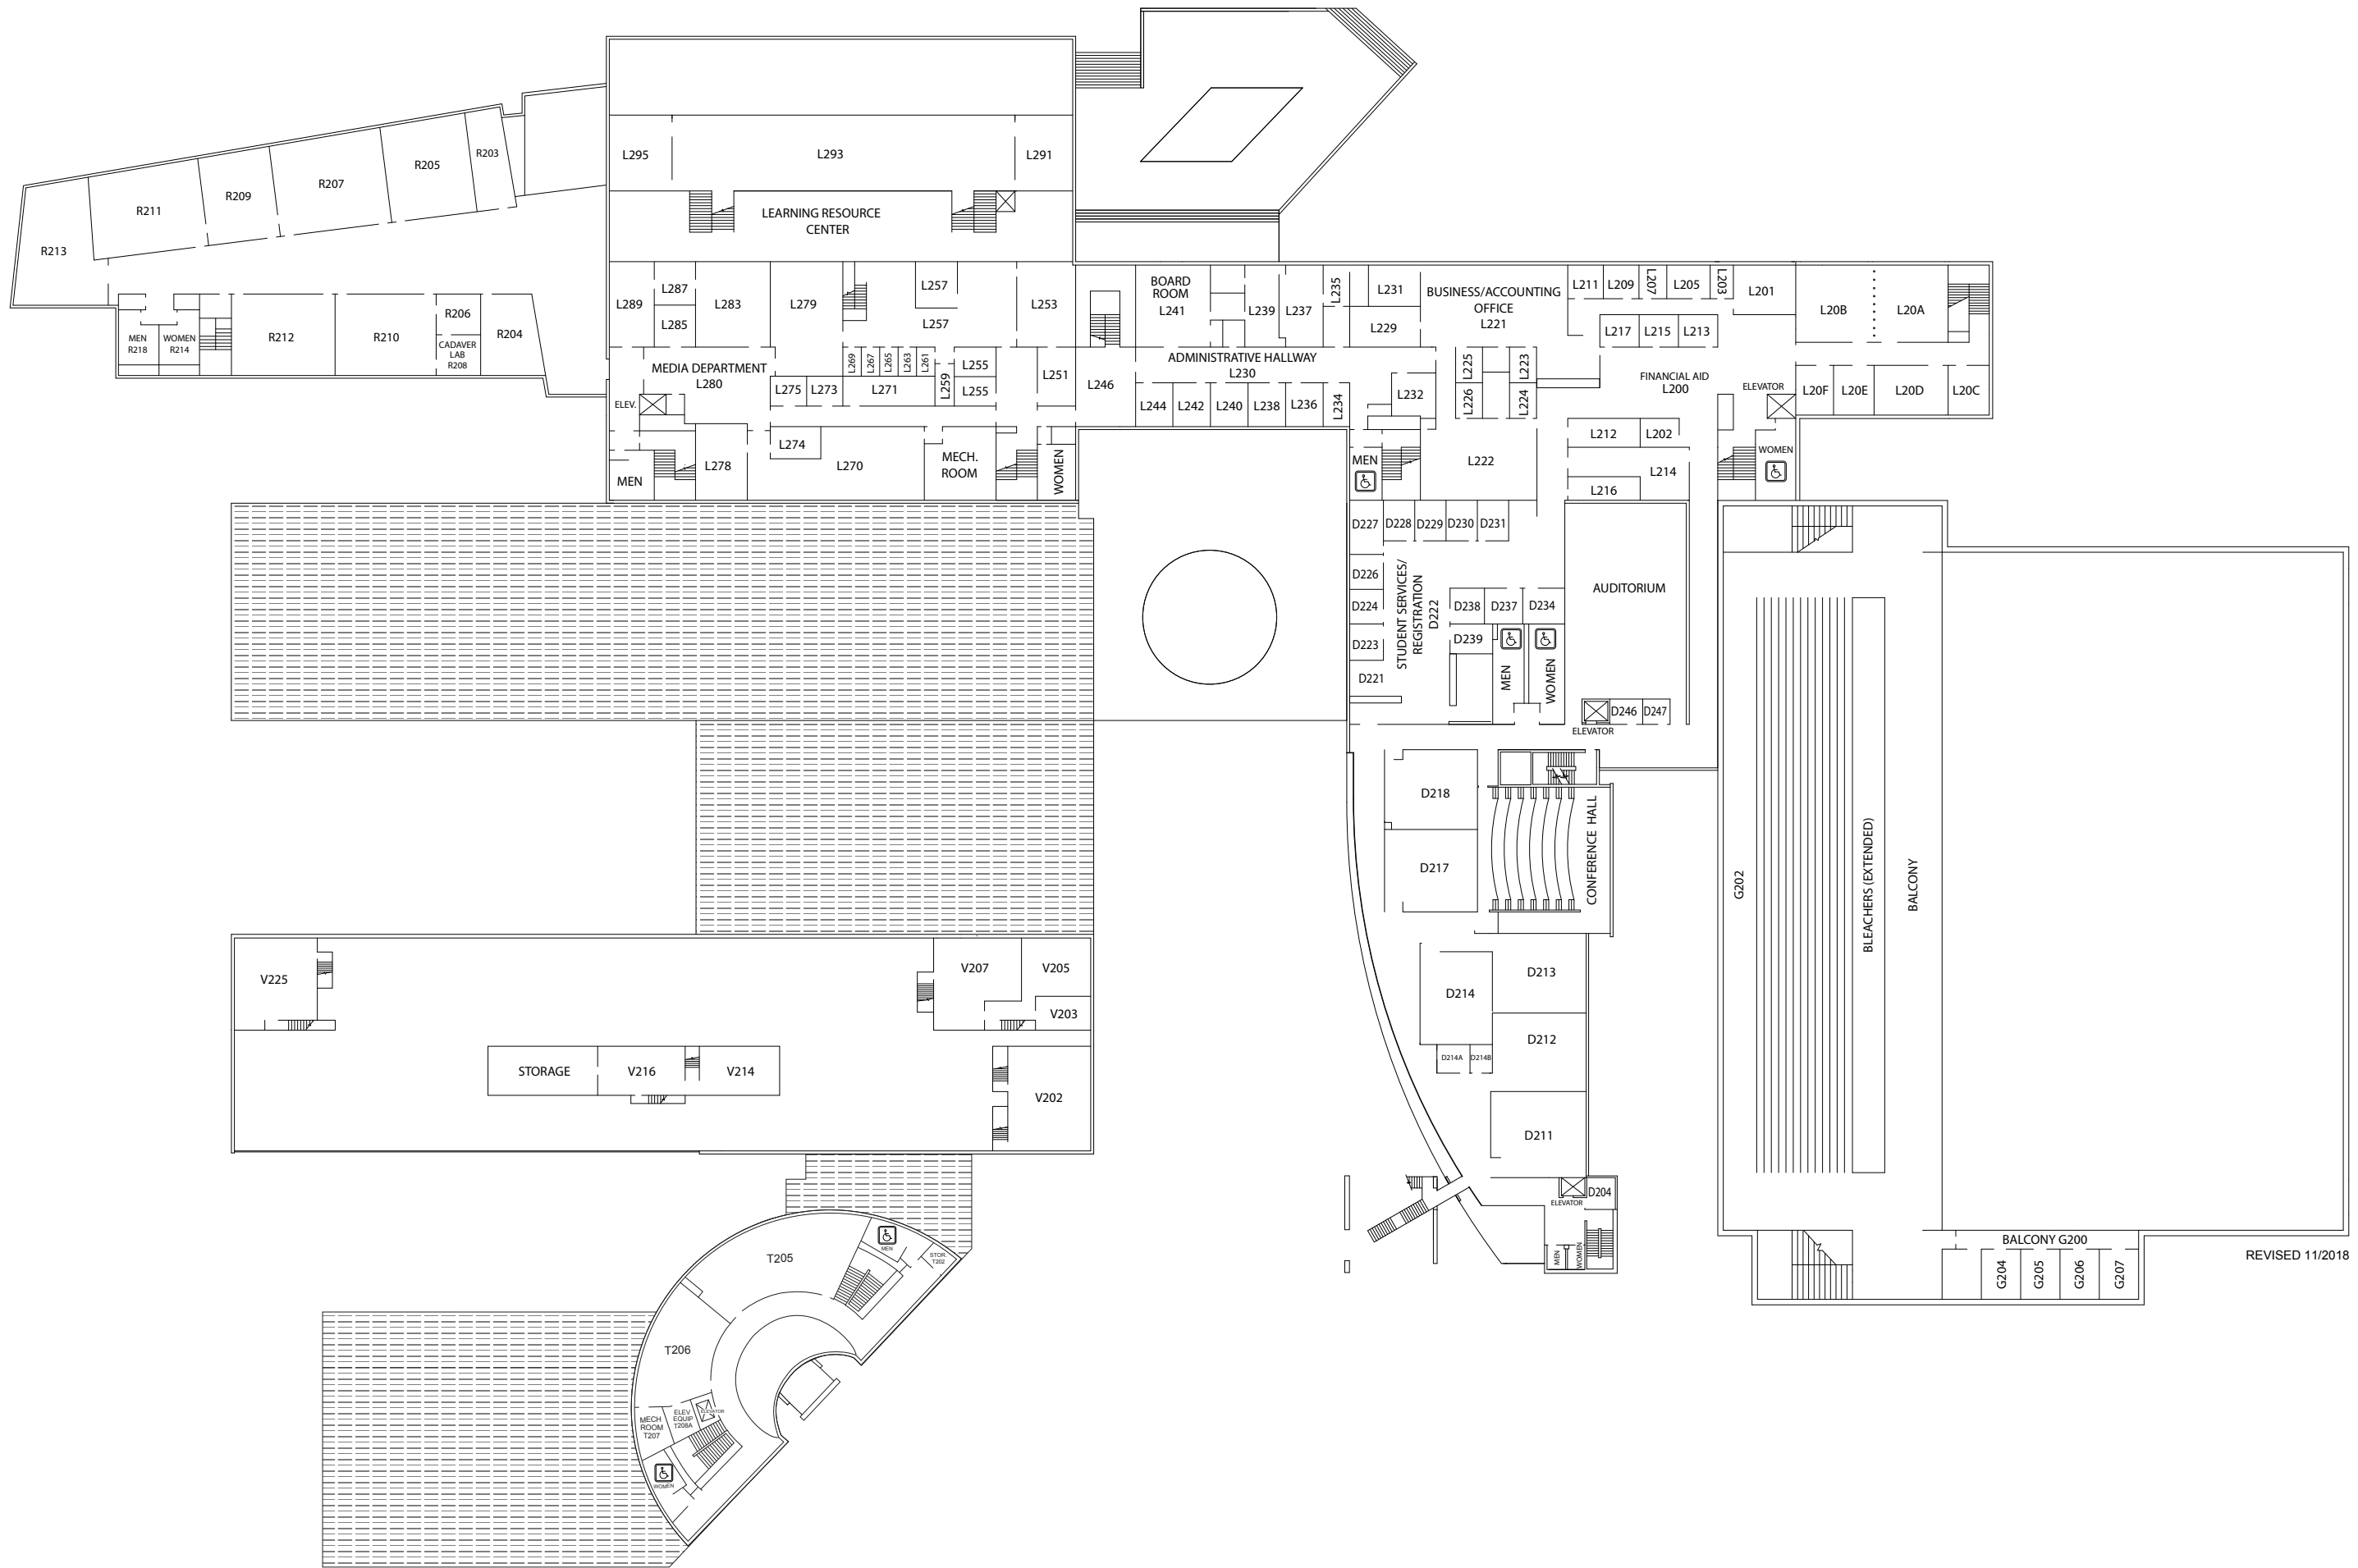 R203
R205
R207
R209
R211
R213
MEN
R218
WOMEN
R214
R212
R210
R206
CADAVER
LAB
R208
R204
L295
L293
L291
LEARNING RESOURCE
CENTER
L289
L287
L285
L283
L279
L257
L257
L253
MEDIA DEPARTMENT
L280
L269
L267
L265
L263
L261
L259
L255
L255
L251
L275
L273
L271
ELEV.
L274
L278
L270
MECH.
ROOM
MEN
WOMEN
L246
BOARD
ROOM
L241
L239
L237
L235
L231
L229
ADMINISTRATIVE HALLWAY
L230
L244
L242
L240
L238
L236
L234
L232
BUSINESS/ACCOUNTING
OFFICE
L221
L225
L223
L226
L224
L222
MEN
L211
L209
L207
L205
L203
L201
L217
L215
L213
FINANCIAL AID
L200
ELEVATOR
L20B
L20A
L20F
L20E
L20D
L20C
L212
L202
L214
L216
WOMEN
D227
D228
D229
D230
D231
D226
D224
D223
D221
STUDENT SERVICES/
REGISTRATION
D222
D238
D237
D234
D239
MEN
WOMEN
AUDITORIUM
D246
D247
ELEVATOR
D218
D217
CONFERENCE HALL
D213
D214
D212
D214A
D214B
D211
D204
ELEVATOR
MEN
WOMEN
G202
BLEACHERS (EXTENDED)
BALCONY
BALCONY G200
G204
G205
G206
G207
REVISED 11/2018
V225
V207
V205
V203
STORAGE
V216
V214
V202
T205
MEN
STOR.
T202
T206
MECH
ROOM
T207
ELEV
EQUIP
T208A
ELEVATOR
WOMEN